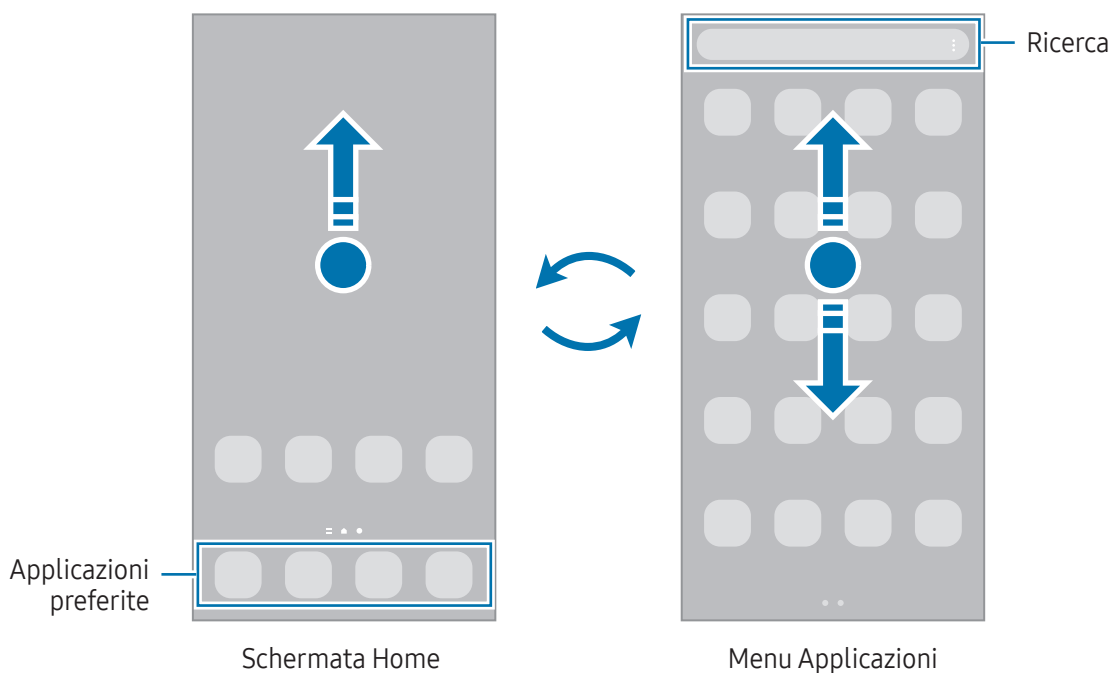 Ricerca
Applicazioni
preferite
Schermata Home
Menu Applicazioni